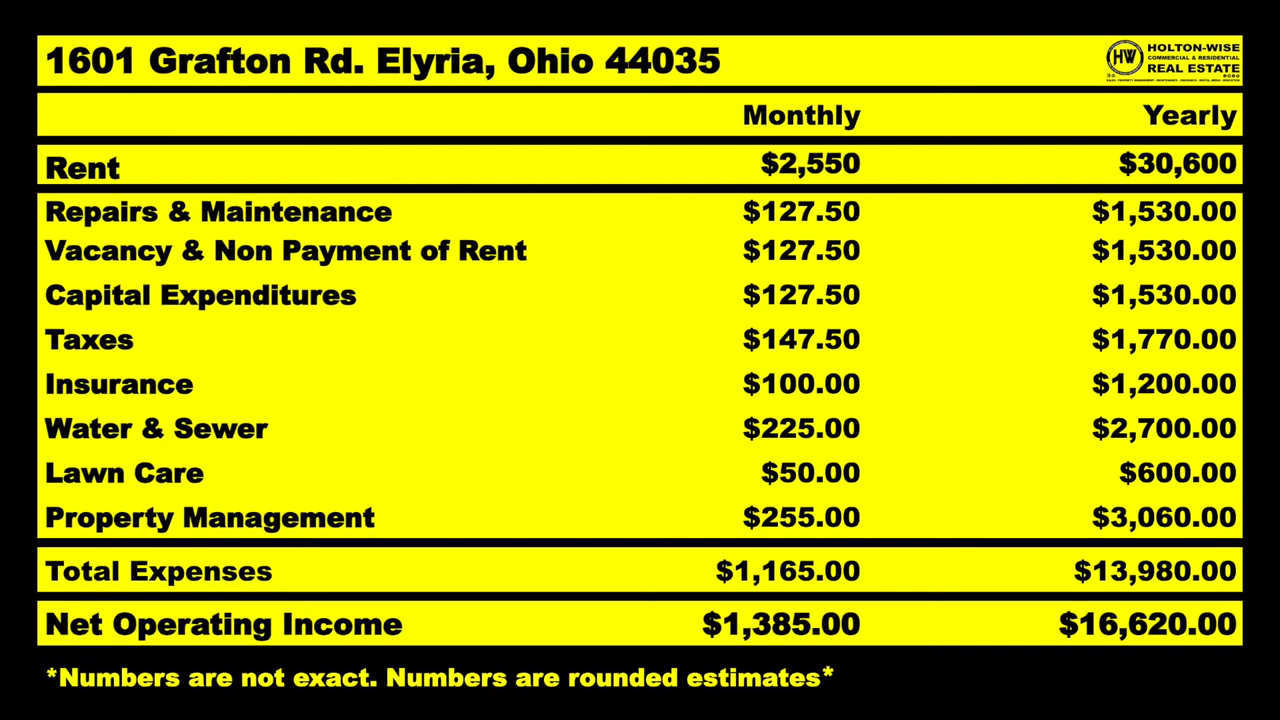 1601 Grafton Rd. Elyria, Ohio 44035
HW
HOLTON-WISE
COMMERCIAL & RESIDENTIAL
REAL ESTATE
Monthly Yearly
Rent $2,550 $30,600
Repairs & Maintenance $127.50 $1,530.00
Vacancy & Non Payment of Rent $127.50 $1,530.00
Capital Expenditures $127.50 $1,530.00
Taxes $147.50 $1,770.00
Insurance $100.00 $1,200.00
Water & Sewer $225.00 $2,700.00
Lawn Care $50.00 $600.00
Property Management $255.00 $3,060.00
Total Expenses $1,165.00 $13,980.00
Net Operating Income $1,385.00 $16,620.00
*Numbers are not exact. Numbers are rounded estimates*